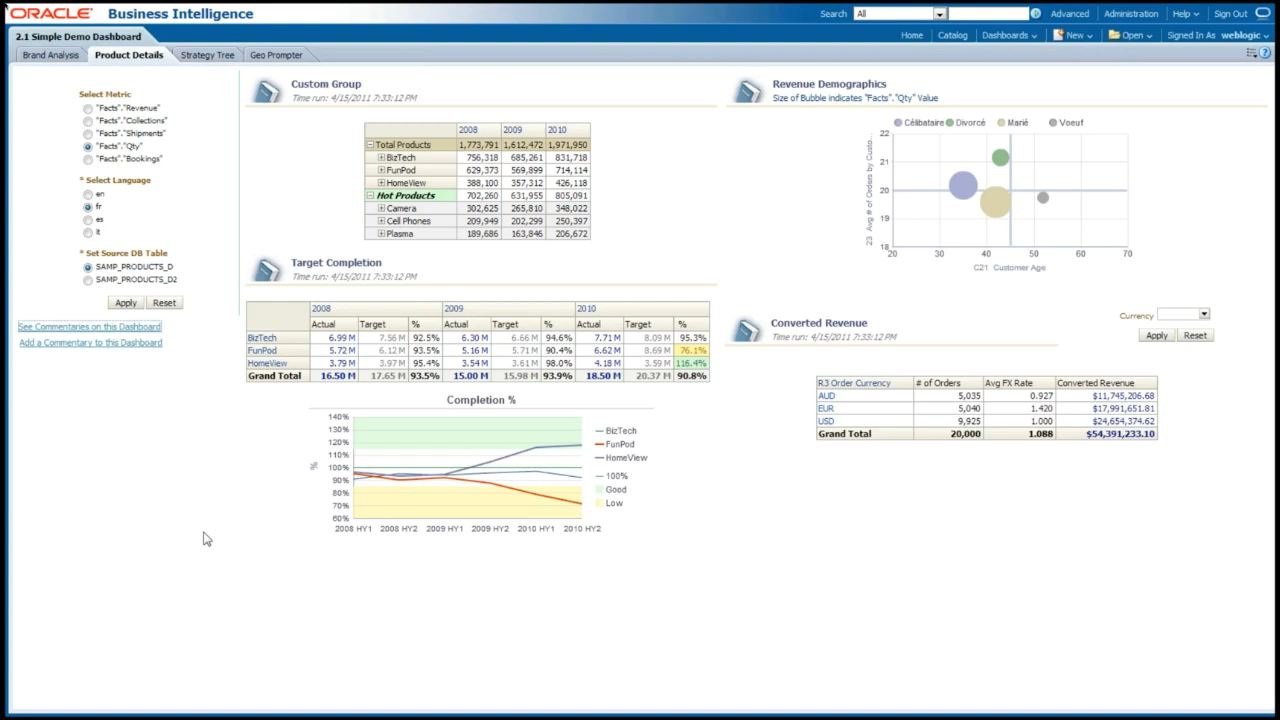 ORACLE® Business Intelligence
Search All Advanced Administration Help Sign Out
2.1 Simple Demo Dashboard
Home Catalog Dashboards New Open Signed In As weblogic
Brand Analysis Product Details Strategy Tree Geo Prompter
Select Metric
"Facts"."Revenue"
"Facts"."Collections"
"Facts"."Shipments"
"Facts"."Qty"
"Facts"."Bookings"
* Select Language
en
fr
es
it
* Set Source DB Table
SAMP_PRODUCTS_D
SAMP_PRODUCTS_D2
Apply Reset
See Commentaries on this Dashboard
Add a Commentary to this Dashboard
Custom Group
Time run: 4/15/2011 7:33:12 PM
2008 2009 2010
Total Products 1,773,791 1,612,472 1,971,950
BizTech 756,318 685,261 831,718
FunPod 629,373 569,899 714,114
HomeView 388,100 357,312 426,118
Hot Products 702,260 631,955 805,091
Camera 302,625 265,810 348,022
Cell Phones 209,949 202,299 250,397
Plasma 189,686 163,846 206,672
Target Completion
Time run: 4/15/2011 7:33:12 PM
2008 2009 2010
Actual Target % Actual Target % Actual Target %
BizTech 6.99 M 7.56 M 92.5% 6.30 M 6.66 M 94.6% 7.71 M 8.09 M 95.3%
FunPod 5.72 M 6.12 M 93.5% 5.16 M 5.71 M 90.4% 6.62 M 8.69 M 76.1%
HomeView 3.79 M 3.97 M 95.4% 3.54 M 3.61 M 98.0% 4.18 M 3.59 M 116.4%
Grand Total 16.50 M 17.65 M 93.5% 15.00 M 15.98 M 93.9% 18.50 M 20.37 M 90.8%
Completion %
140%
130%
120%
110%
100%
90%
80%
70%
60%
%
2008 HY1 2008 HY2 2009 HY1 2009 HY2 2010 HY1 2010 HY2
BizTech
FunPod
HomeView
100%
Good
Low
Revenue Demographics
Size of Bubble indicates "Facts"."Qty" Value
Célibataire Divorcé Marié Voeuf
23 Avg # of Orders by Custo...
22
21
20
19
18
20 30 40 50 60 70
C21 Customer Age
Currency
Apply Reset
Converted Revenue
Time run: 4/15/2011 7:33:12 PM
R3 Order Currency # of Orders Avg FX Rate Converted Revenue
AUD 5,035 0.927 $11,745,206.68
EUR 5,040 1.420 $17,991,651.81
USD 9,925 1.000 $24,654,374.62
Grand Total 20,000 1.088 $54,391,233.10